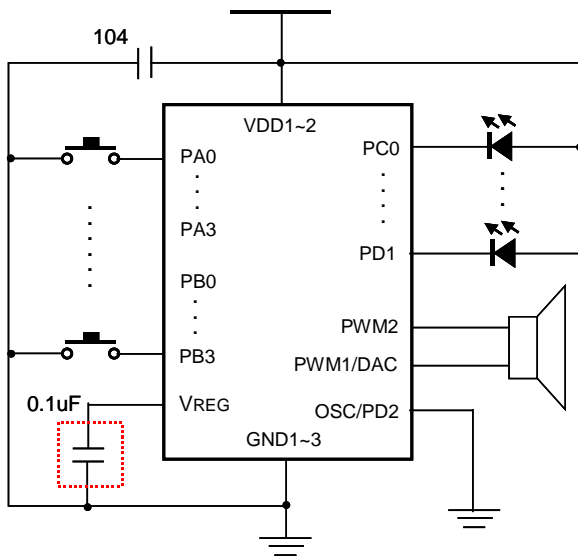 104
VDD1~2
PA0
PC0
PA3
PD1
PB0
PWM2
PB3
PWM1/DAC
0.1uF
VREG
OSC/PD2
GND1~3